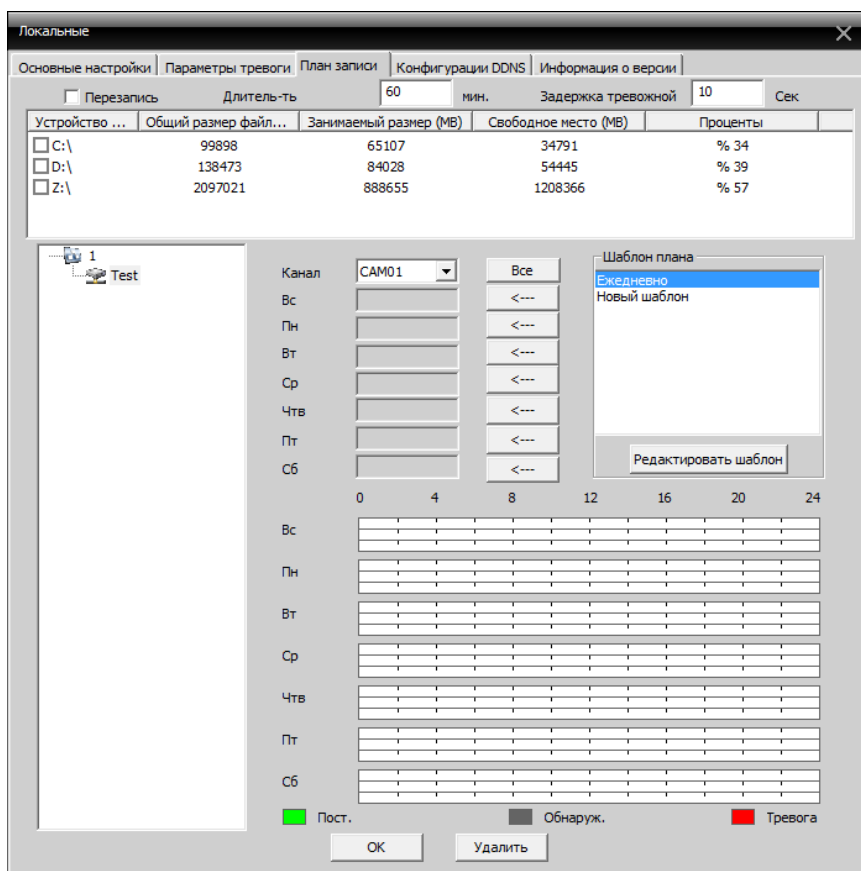 Локальные
Основные настройки Параметры тревоги План записи Конфигурации DDNS Информация о версии
Перезапись Длитель-ть 60 мин. Задержка тревожной 10 Сек
Устройство ... Общий размер файл... Занимаемый размер (MB) Свободное место (MB) Проценты
C:\ 99898 65107 34791 % 34
D:\ 138473 84028 54445 % 39
Z:\ 2097021 888655 1208366 % 57
1
Test
Канал CAM01 Все
Вс <---
Пн <---
Вт <---
Ср <---
Чтв <---
Пт <---
Сб <---
Шаблон плана
Ежедневно
Новый шаблон
Редактировать шаблон
0 4 8 12 16 20 24
Вс
Пн
Вт
Ср
Чтв
Пт
Сб
Пост. Обнаруж. Тревога
OK Удалить